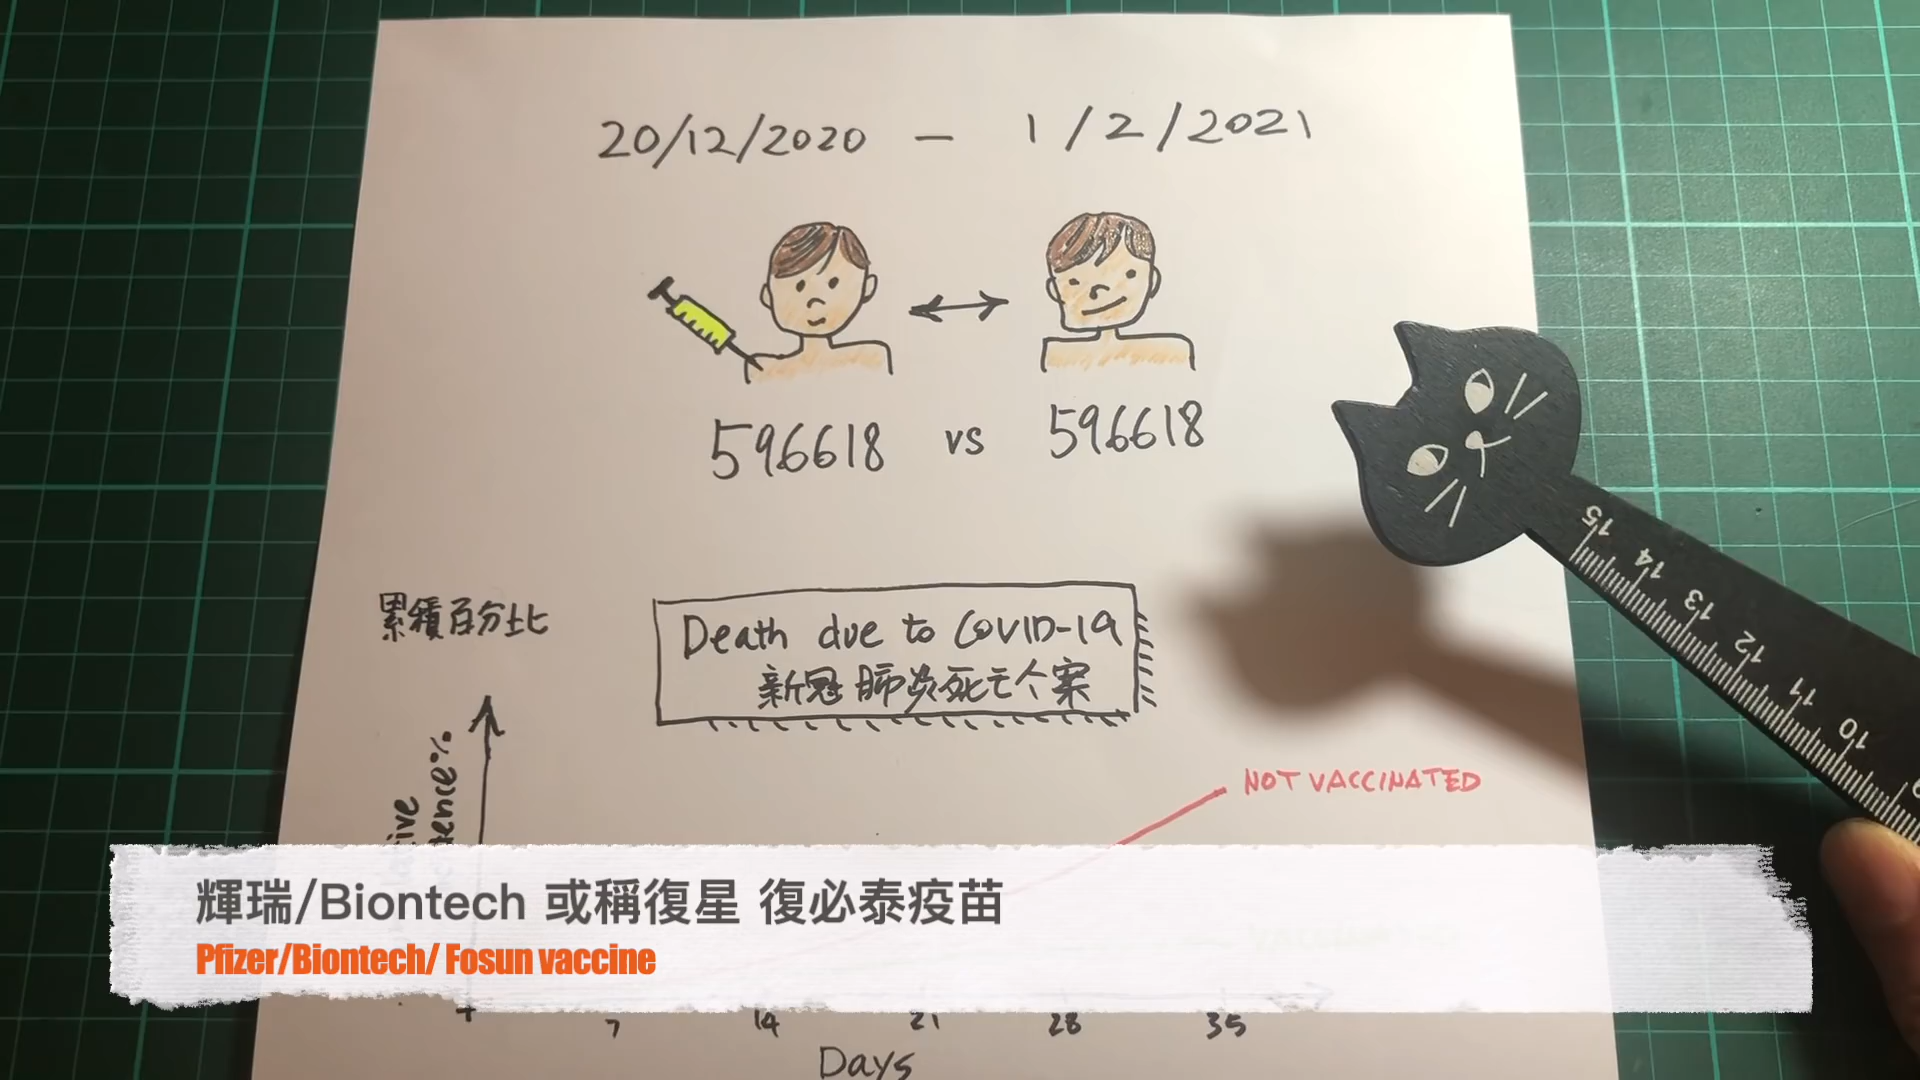 20/12/2020 — 1/2/2021
596618 vs 596618
累積百分比
Death due to COVID-19
新冠肺炎死亡个案
NOT VACCINATED
輝瑞/Biontech 或稱復星 復必泰疫苗
Pfizer/Biontech/ Fosun vaccine
7 14 21 28 35
Days
15 14 13 12 11 10